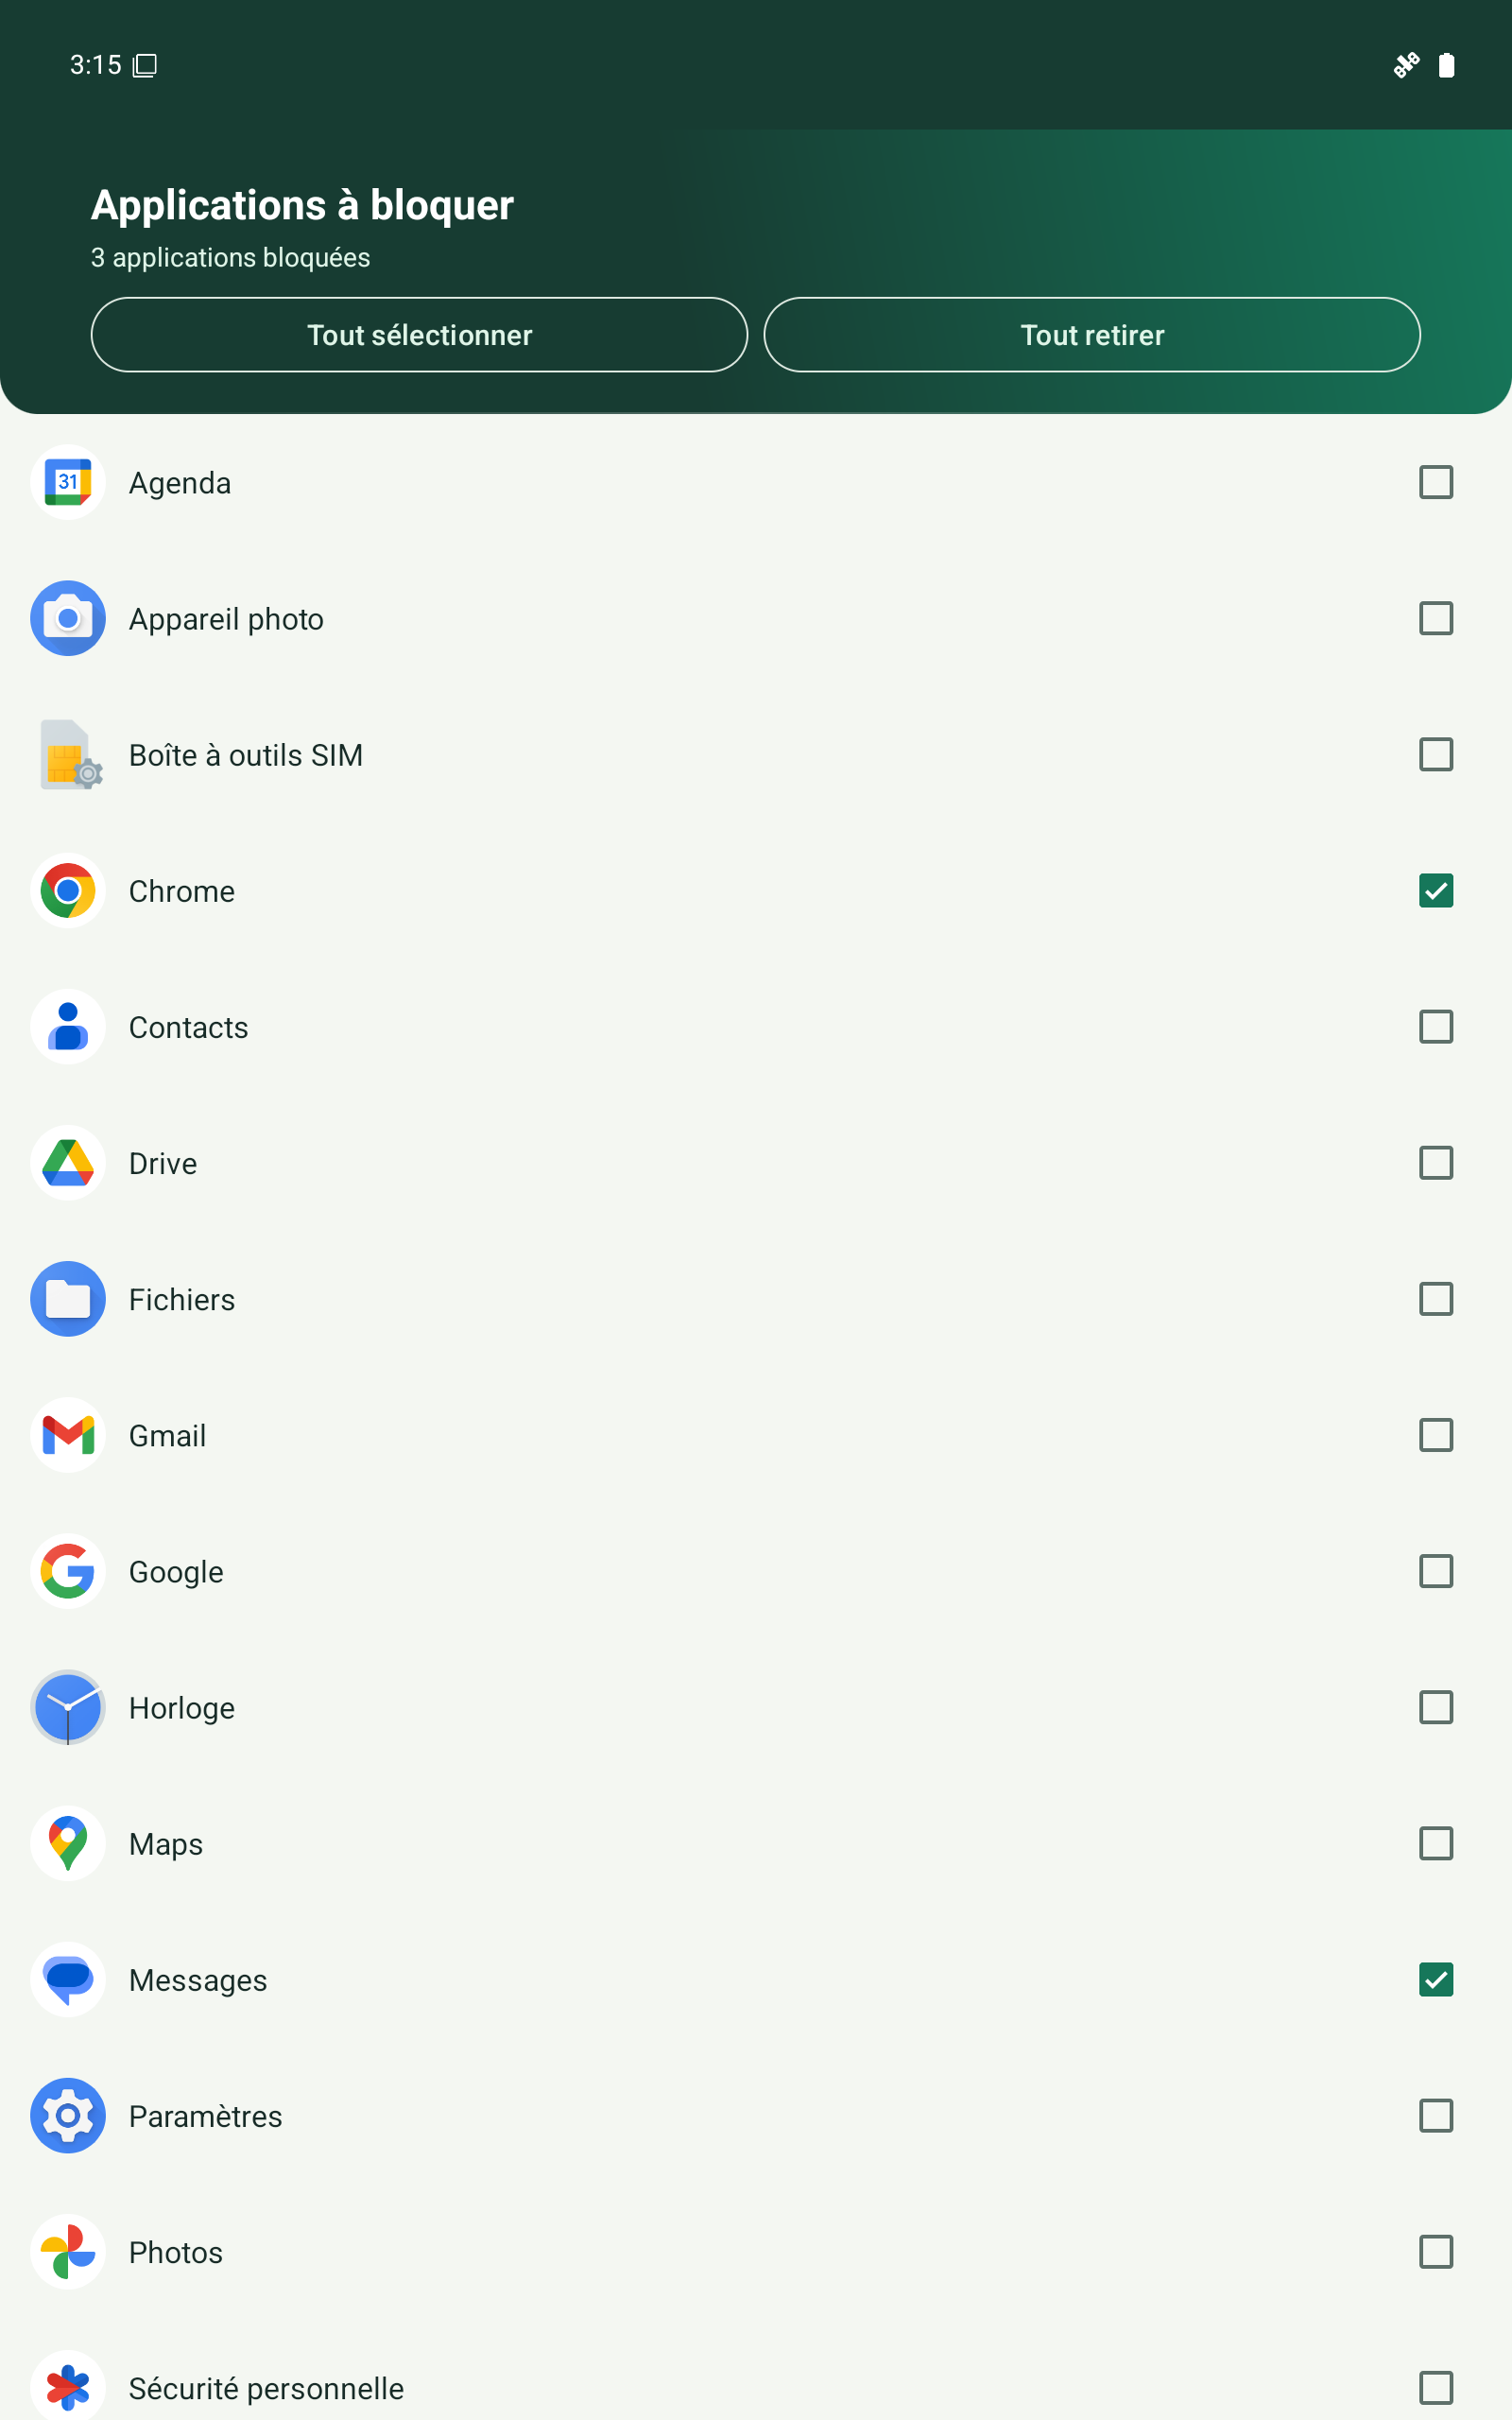 3:15
Applications à bloquer
3 applications bloquées
Tout sélectionner
Tout retirer
31
Agenda
Appareil photo
Boîte à outils SIM
Chrome
Contacts
Drive
Fichiers
Gmail
Google
Horloge
Maps
Messages
Paramètres
Photos
Sécurité personnelle